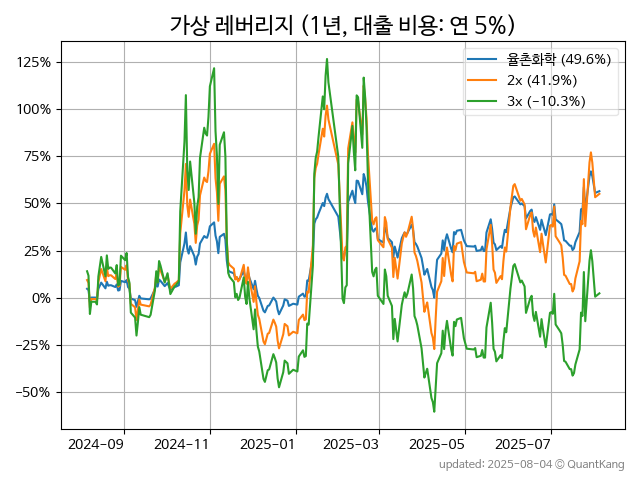 가상 레버리지 (1년, 대출 비용: 연 5%)
율촌화학 (49.6%)
2x (41.9%)
3x (−10.3%)
125%
100%
75%
50%
25%
0%
−25%
−50%
2024-09
2024-11
2025-01
2025-03
2025-05
2025-07
updated: 2025-08-04 © QuantKang